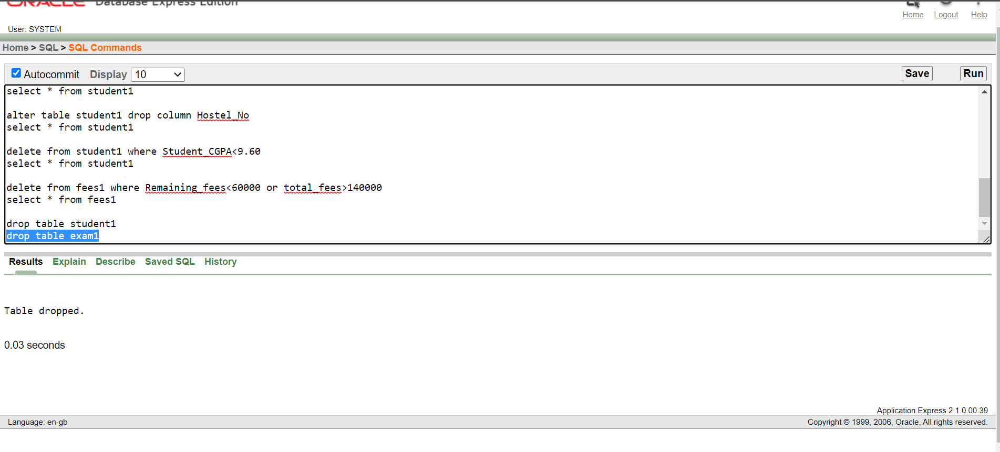 ORACLE Database Express Edition
Home Logout Help
User: SYSTEM
Home > SQL > SQL Commands
Autocommit Display 10 Save Run
select * from student1
alter table student1 drop column Hostel_No
select * from student1
delete from student1 where Student_CGPA<9.60
select * from student1
delete from fees1 where Remaining_fees<60000 or total_fees>140000
select * from fees1
drop table student1
drop table exam1
Results Explain Describe Saved SQL History
Table dropped.
0.03 seconds
Application Express 2.1.0.00.39
Language: en-gb Copyright © 1999, 2006, Oracle. All rights reserved.